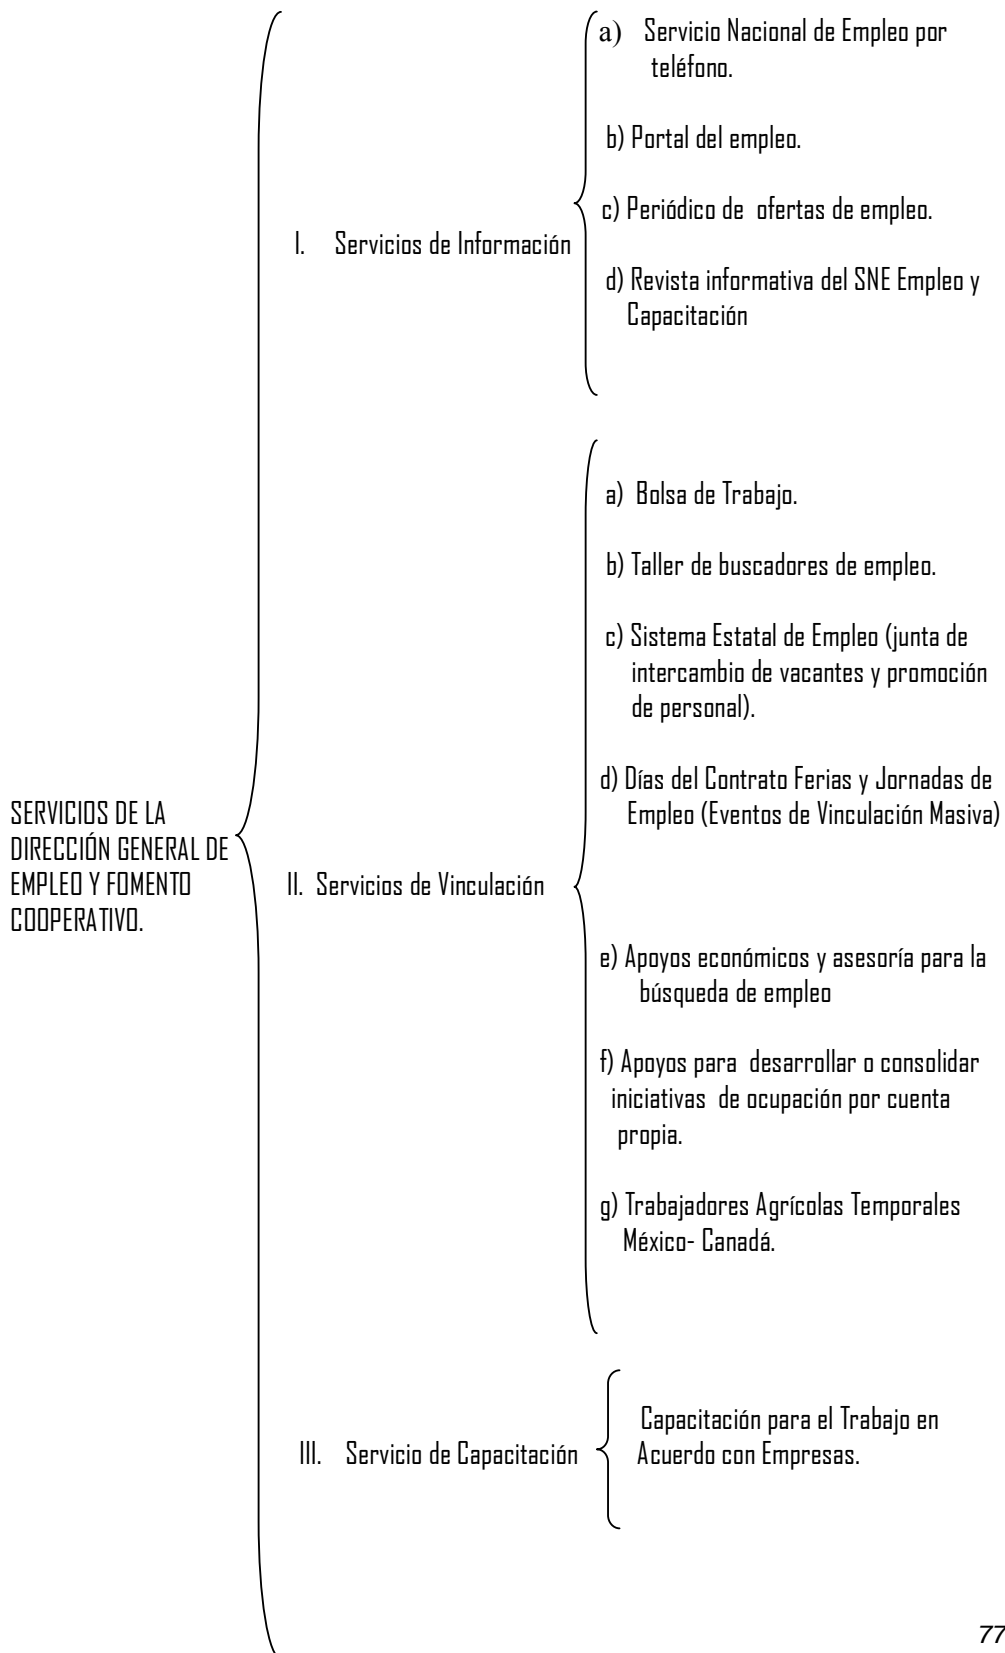 SERVICIOS DE LA
DIRECCIÓN GENERAL DE
EMPLEO Y FOMENTO
COOPERATIVO.
I. Servicios de Información
a) Servicio Nacional de Empleo por
teléfono.
b) Portal del empleo.
c) Periódico de ofertas de empleo.
d) Revista informativa del SNE Empleo y
Capacitación
II. Servicios de Vinculación
a) Bolsa de Trabajo.
b) Taller de buscadores de empleo.
c) Sistema Estatal de Empleo (junta de
intercambio de vacantes y promoción
de personal).
d) Días del Contrato Ferias y Jornadas de
Empleo (Eventos de Vinculación Masiva)
e) Apoyos económicos y asesoría para la
búsqueda de empleo
f) Apoyos para desarrollar o consolidar
iniciativas de ocupación por cuenta
propia.
g) Trabajadores Agrícolas Temporales
México- Canadá.
III. Servicio de Capacitación
Capacitación para el Trabajo en
Acuerdo con Empresas.
77